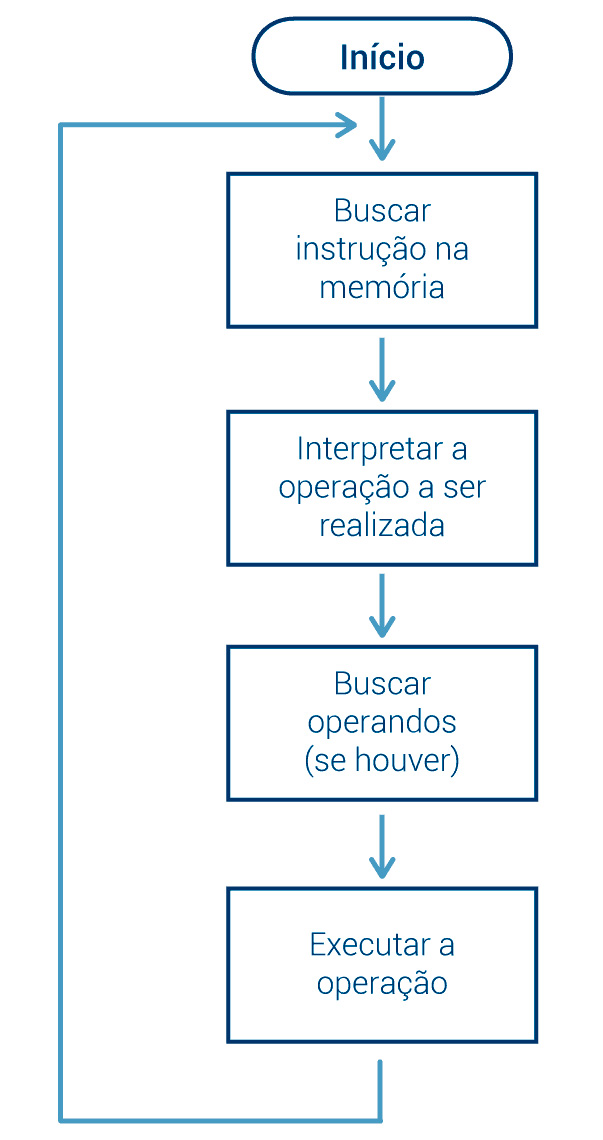 Início
Buscar
instrução na
memória
Interpretar a
operação a ser
realizada
Buscar
operandos
(se houver)
Executar a
operação